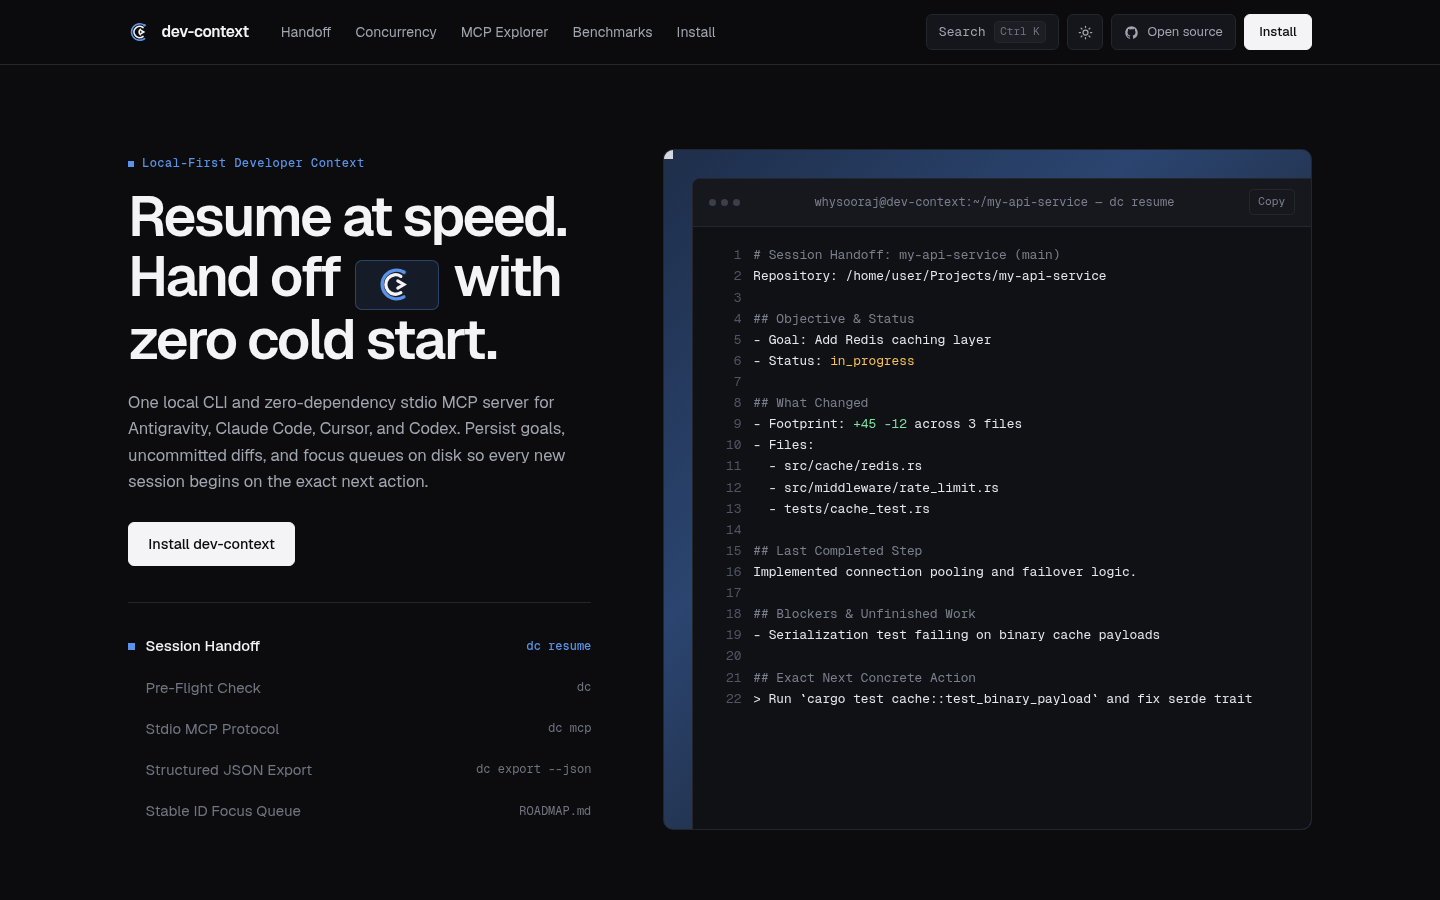 dev-context
Handoff
Concurrency
MCP Explorer
Benchmarks
Install
Search Ctrl K
Open source
Install
Local-First Developer Context
Resume at speed.
Hand off with
zero cold start.
One local CLI and zero-dependency stdio MCP server for
Antigravity, Claude Code, Cursor, and Codex. Persist goals,
uncommitted diffs, and focus queues on disk so every new
session begins on the exact next action.
Install dev-context
Session Handoff dc resume
Pre-Flight Check dc
Stdio MCP Protocol dc mcp
Structured JSON Export dc export --json
Stable ID Focus Queue ROADMAP.md
whysooraj@dev-context:~/my-api-service — dc resume
Copy
1 # Session Handoff: my-api-service (main)
2 Repository: /home/user/Projects/my-api-service
3
4 ## Objective & Status
5 - Goal: Add Redis caching layer
6 - Status: in_progress
7
8 ## What Changed
9 - Footprint: +45 -12 across 3 files
10 - Files:
11 - src/cache/redis.rs
12 - src/middleware/rate_limit.rs
13 - tests/cache_test.rs
14
15 ## Last Completed Step
16 Implemented connection pooling and failover logic.
17
18 ## Blockers & Unfinished Work
19 - Serialization test failing on binary cache payloads
20
21 ## Exact Next Concrete Action
22 > Run `cargo test cache::test_binary_payload` and fix serde trait